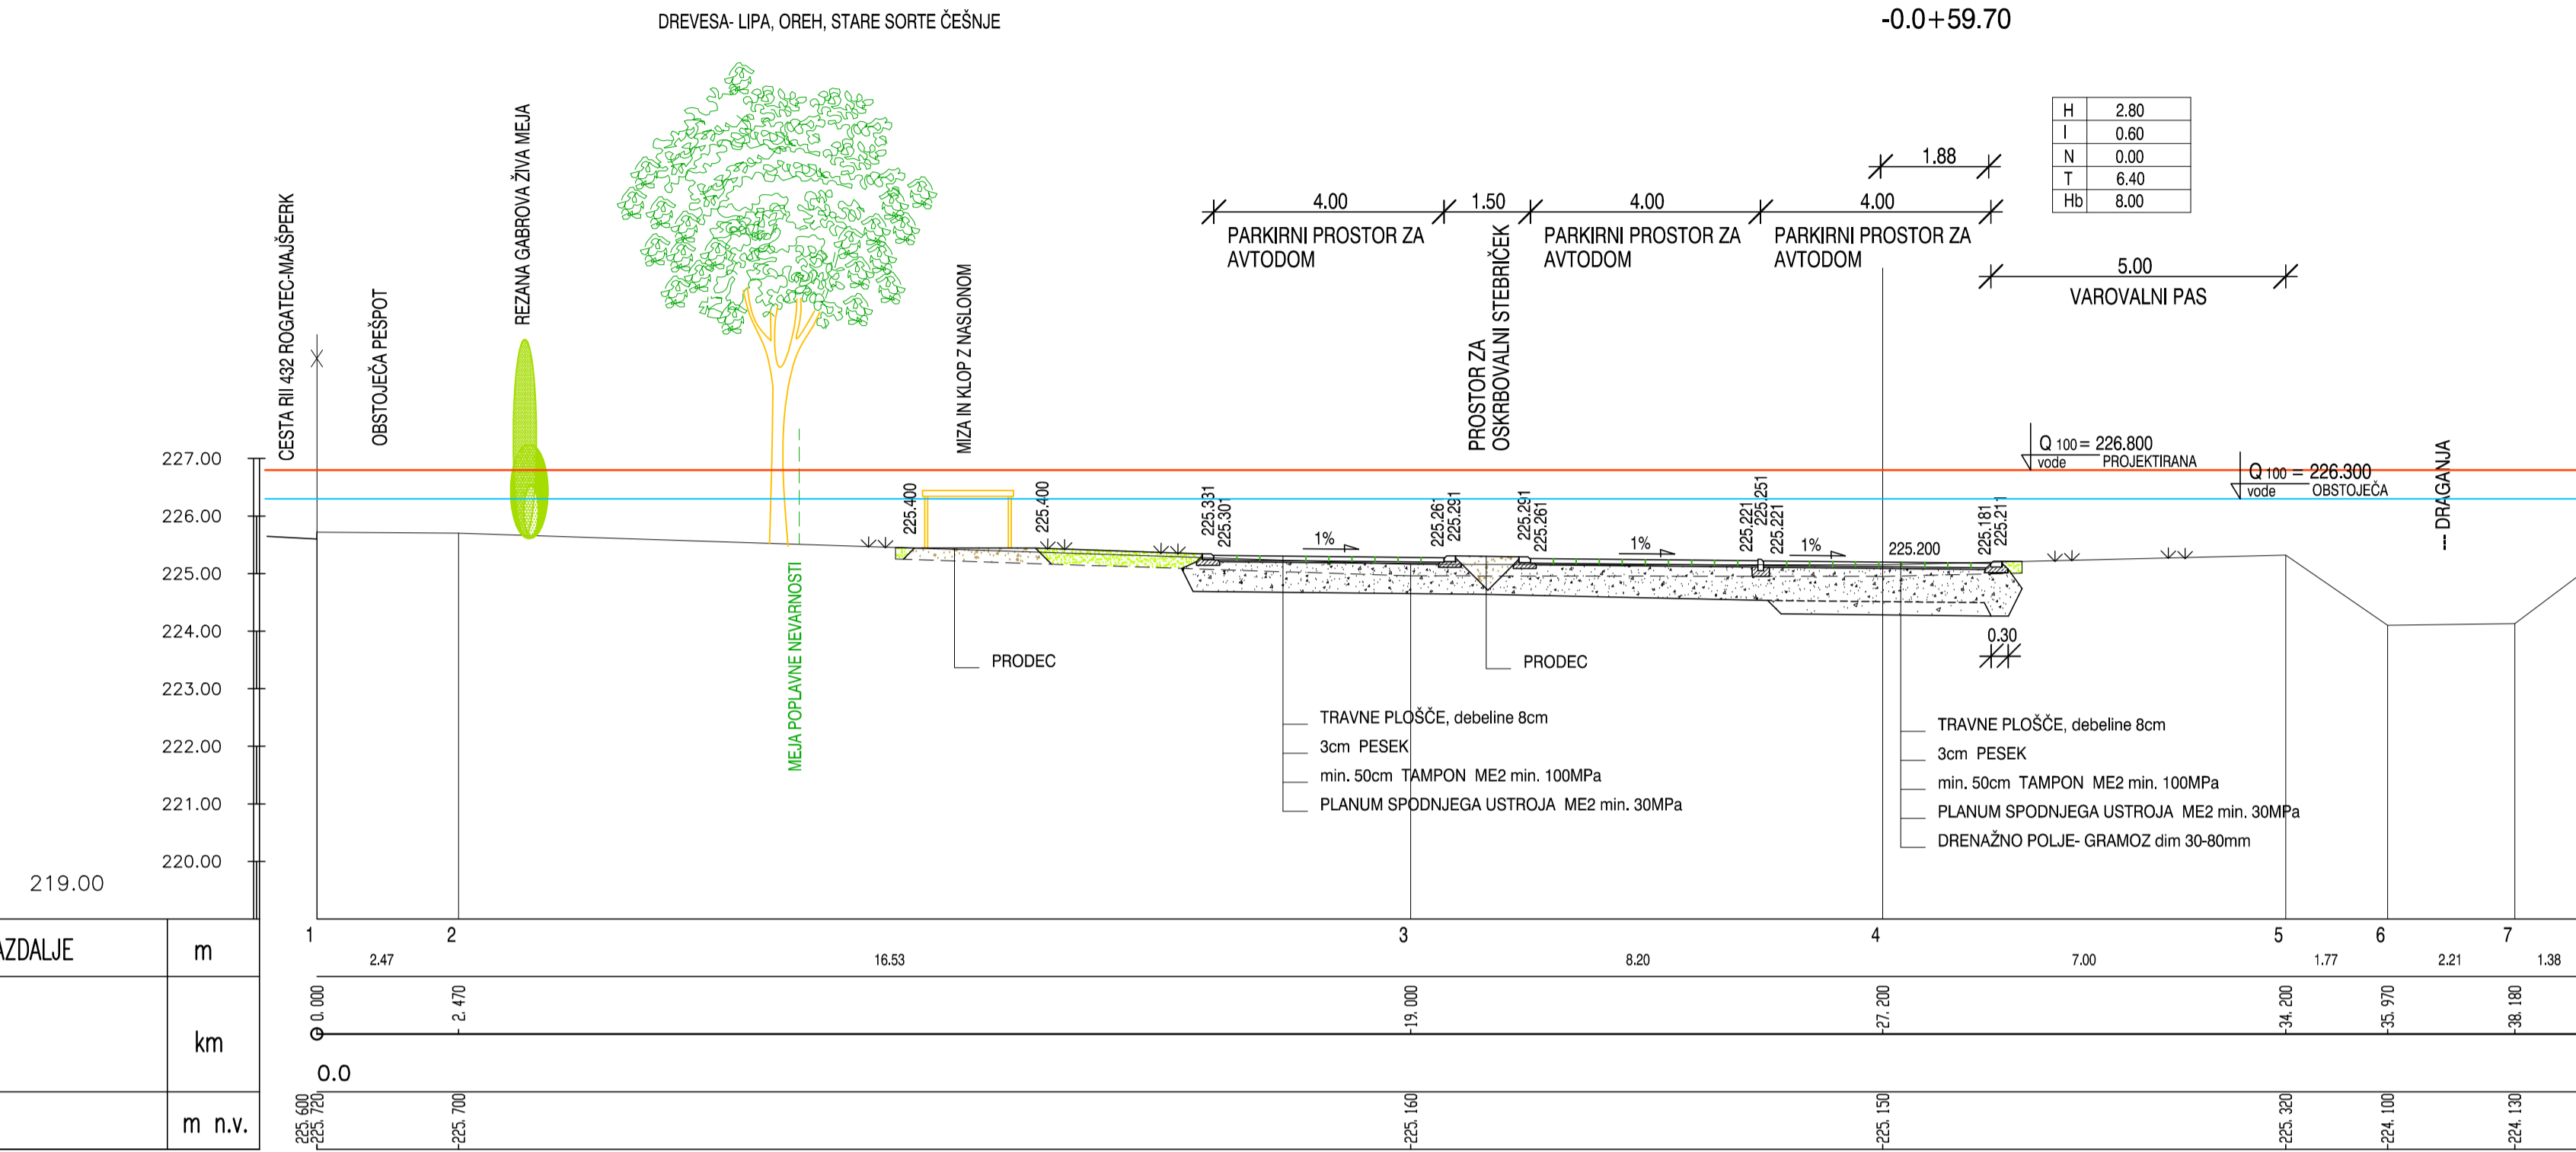 DREVESA- LIPA, OREH, STARE SORTE ČEŠNJE
-0.0+59.70
H 2.80
I 0.60
N 0.00
T 6.40
Hb 8.00
1.88
4.00
1.50
4.00
4.00
PARKIRNI PROSTOR ZA
AVTODOM
PARKIRNI PROSTOR ZA
AVTODOM
PARKIRNI PROSTOR ZA
AVTODOM
5.00
VAROVALNI PAS
CESTA RII 432 ROGATEC-MAJŠPERK
OBSTOJEČA PEŠPOT
REZANA GABROVA ŽIVA MEJA
MIZA IN KLOP Z NASLONOM
PROSTOR ZA
OSKRBOVALNI STEBRIČEK
Q 100 = 226.800
vode PROJEKTIRANA
Q 100 = 226.300
vode OBSTOJEČA
--- DRAGANJA
227.00
226.00
225.00
224.00
223.00
222.00
221.00
220.00
219.00
225.400
225.400
225.331
225.301
225.261
225.291
225.291
225.261
225.221
225.251
225.221
225.181
225.211
1%
1%
1%
225.200
0.30
MEJA POPLAVNE NEVARNOSTI
PRODEC
PRODEC
TRAVNE PLOŠČE, debeline 8cm
3cm PESEK
min. 50cm TAMPON ME2 min. 100MPa
PLANUM SPODNJEGA USTROJA ME2 min. 30MPa
TRAVNE PLOŠČE, debeline 8cm
3cm PESEK
min. 50cm TAMPON ME2 min. 100MPa
PLANUM SPODNJEGA USTROJA ME2 min. 30MPa
DRENAŽNO POLJE- GRAMOZ dim 30-80mm
AZDALJE m
1 2 3 4 5 6 7
2.47 16.53 8.20 7.00 1.77 2.21 1.38
km
0.000 2.470 19.000 27.200 34.200 35.970 38.180
0.0
m n.v.
225.600 225.720 225.700 225.160 225.150 225.320 224.100 224.130